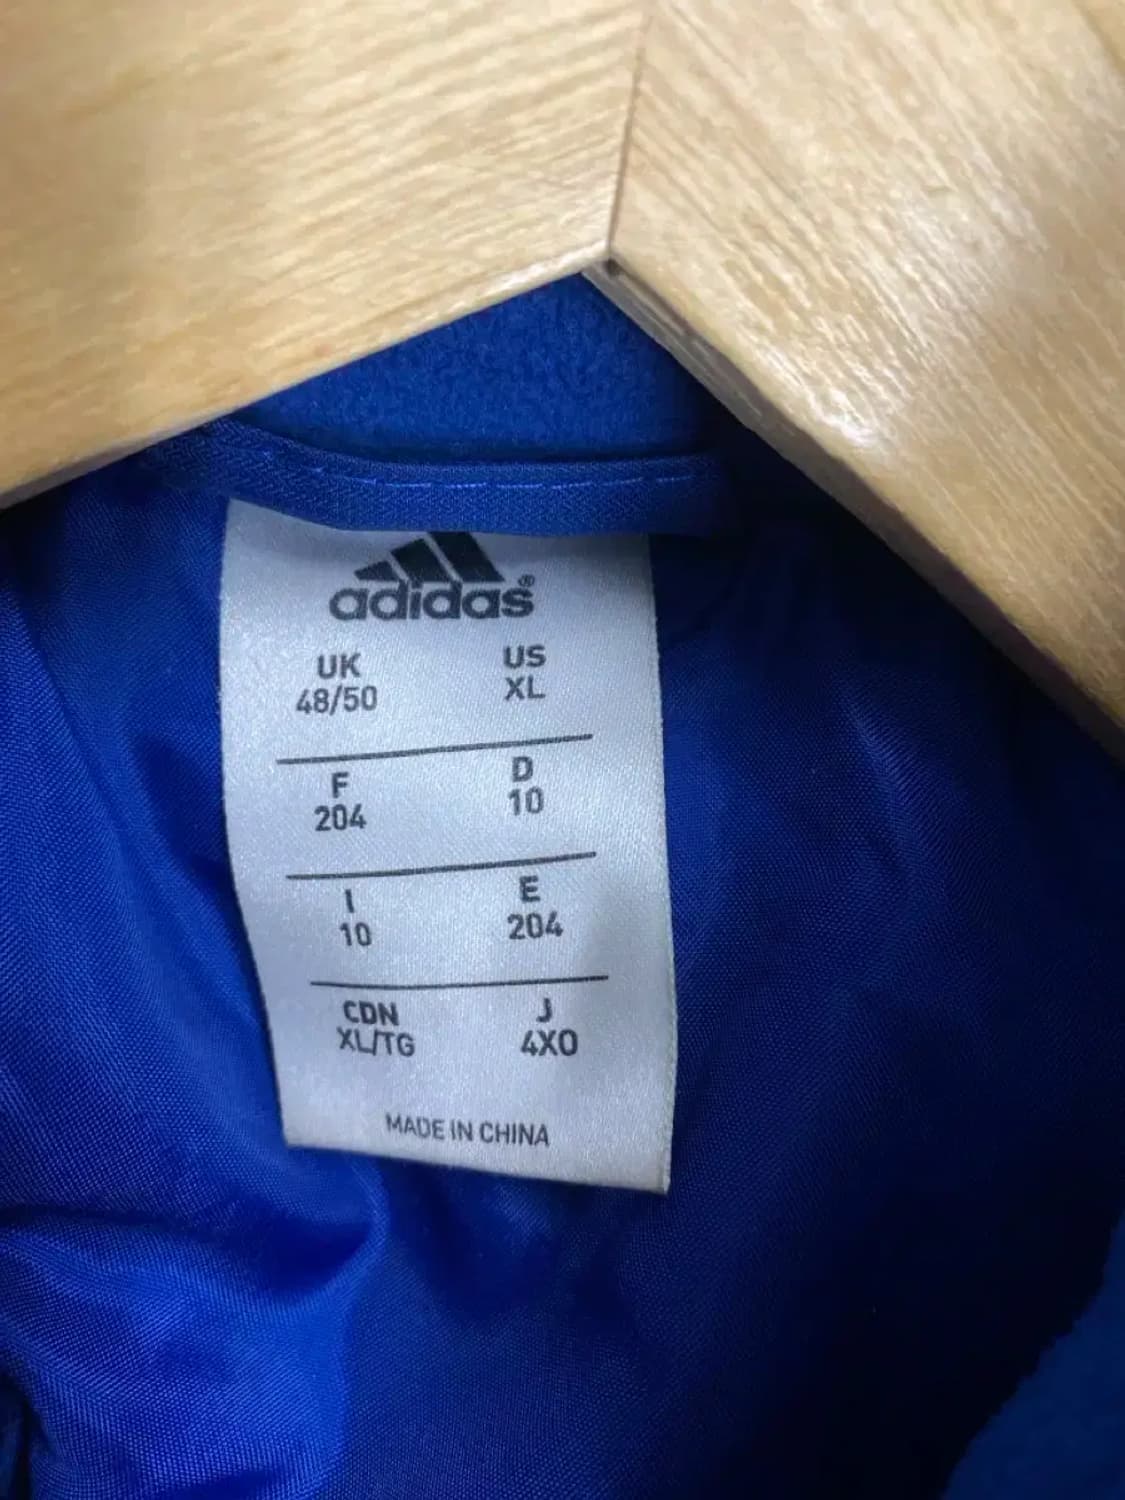 adidas®
UK US
48/50 XL
F D
204 10
I E
10 204
CDN J
XL/TG 4XO
MADE IN CHINA